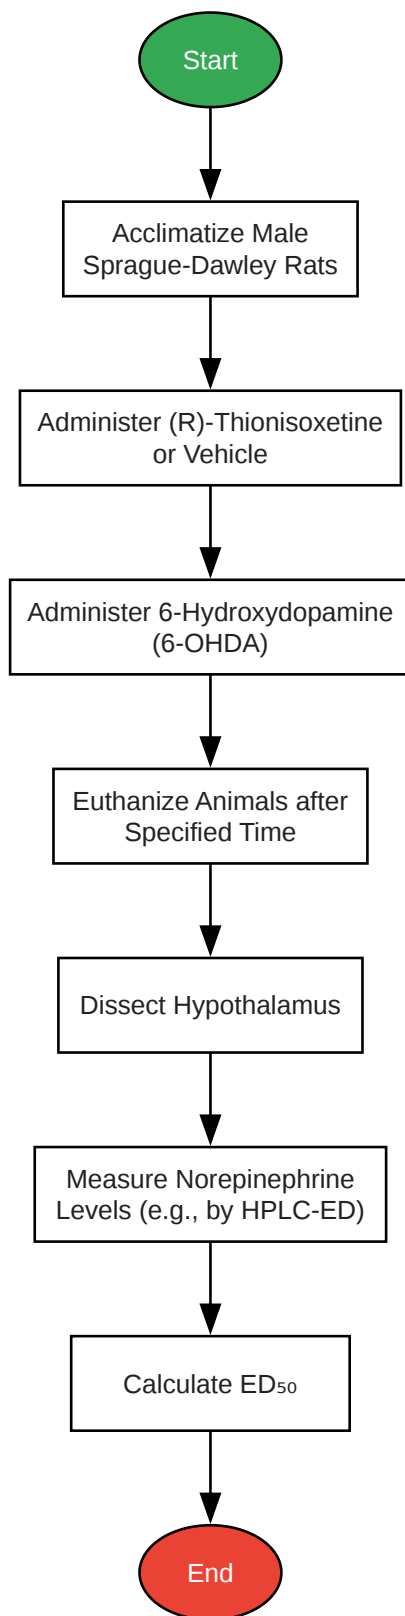 Start
Acclimatize Male
Sprague-Dawley Rats
Administer (R)-Thionisoxetine
or Vehicle
Administer 6-Hydroxydopamine
(6-OHDA)
Euthanize Animals after
Specified Time
Dissect Hypothalamus
Measure Norepinephrine
Levels (e.g., by HPLC-ED)
Calculate ED₅₀
End